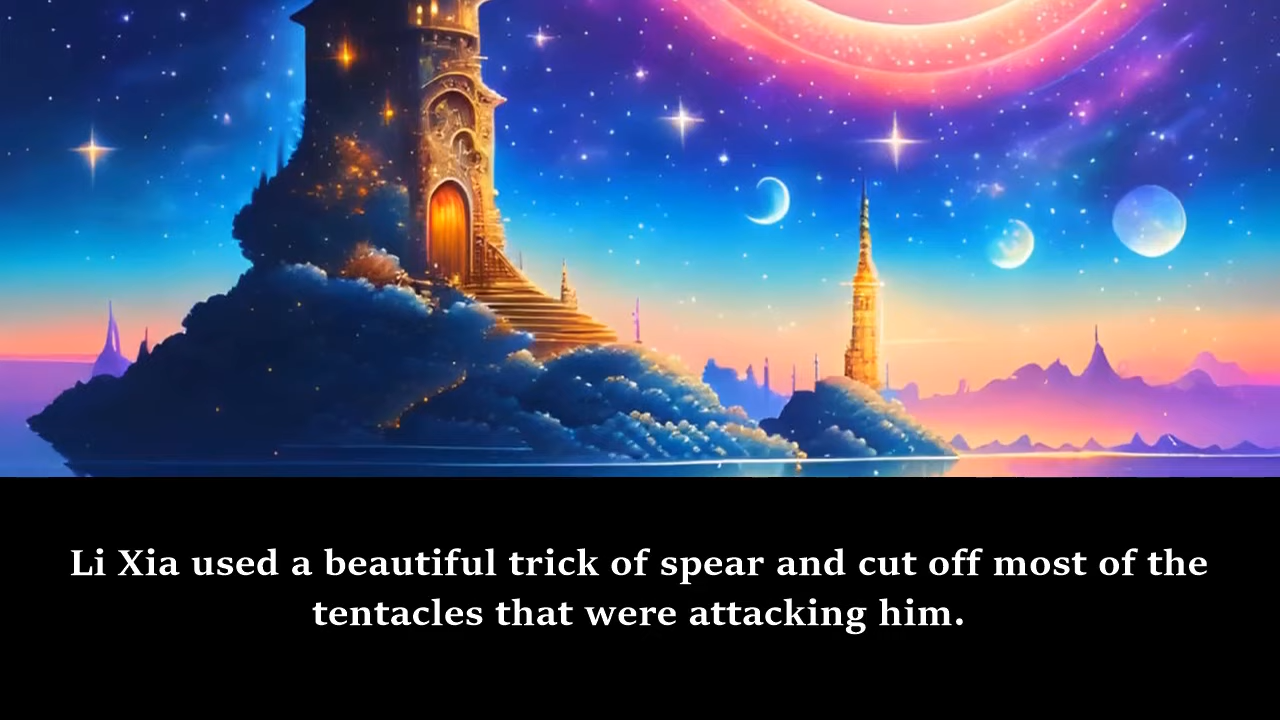 Li Xia used a beautiful trick of spear and cut off most of the
tentacles that were attacking him.